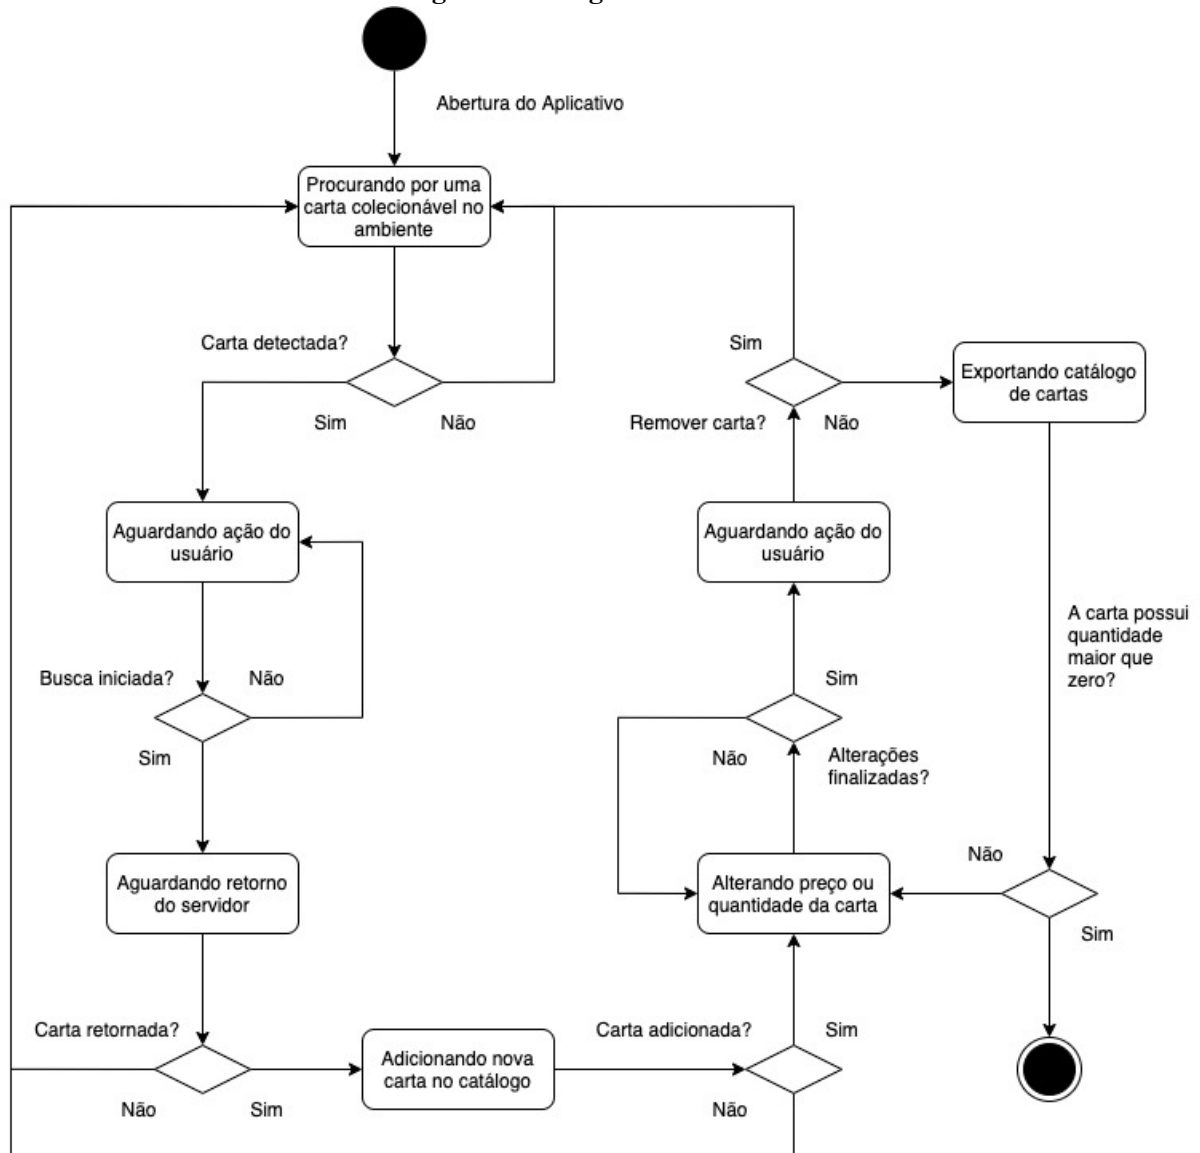 Abertura do Aplicativo
Procurando por uma
carta colecionável no
ambiente
Carta detectada?
Sim
Não
Sim
Remover carta?
Não
Exportando catálogo
de cartas
Aguardando ação do
usuário
Aguardando ação do
usuário
A carta possui
quantidade
maior que
zero?
Busca iniciada?
Não
Sim
Sim
Não
Alterações
finalizadas?
Aguardando retorno
do servidor
Alterando preço ou
quantidade da carta
Não
Sim
Carta retornada?
Não
Sim
Adicionando nova
carta no catálogo
Carta adicionada?
Sim
Não